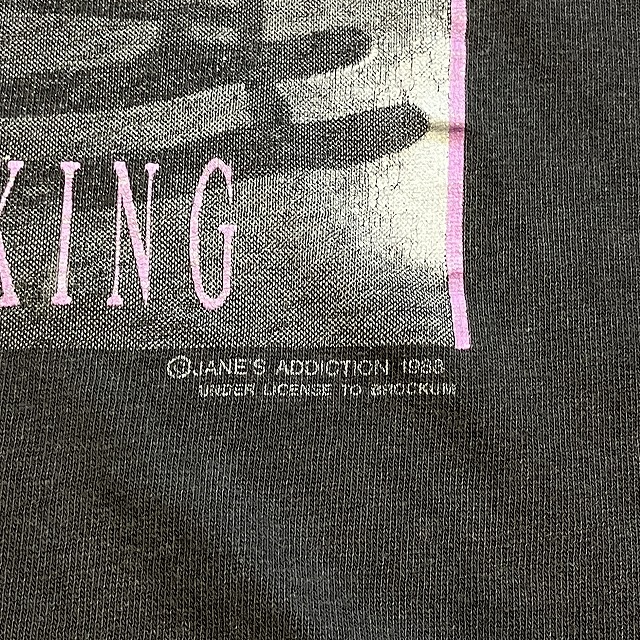 KING
©JANE'S ADDICTION 1988
UNDER LICENSE TO BROCKUM